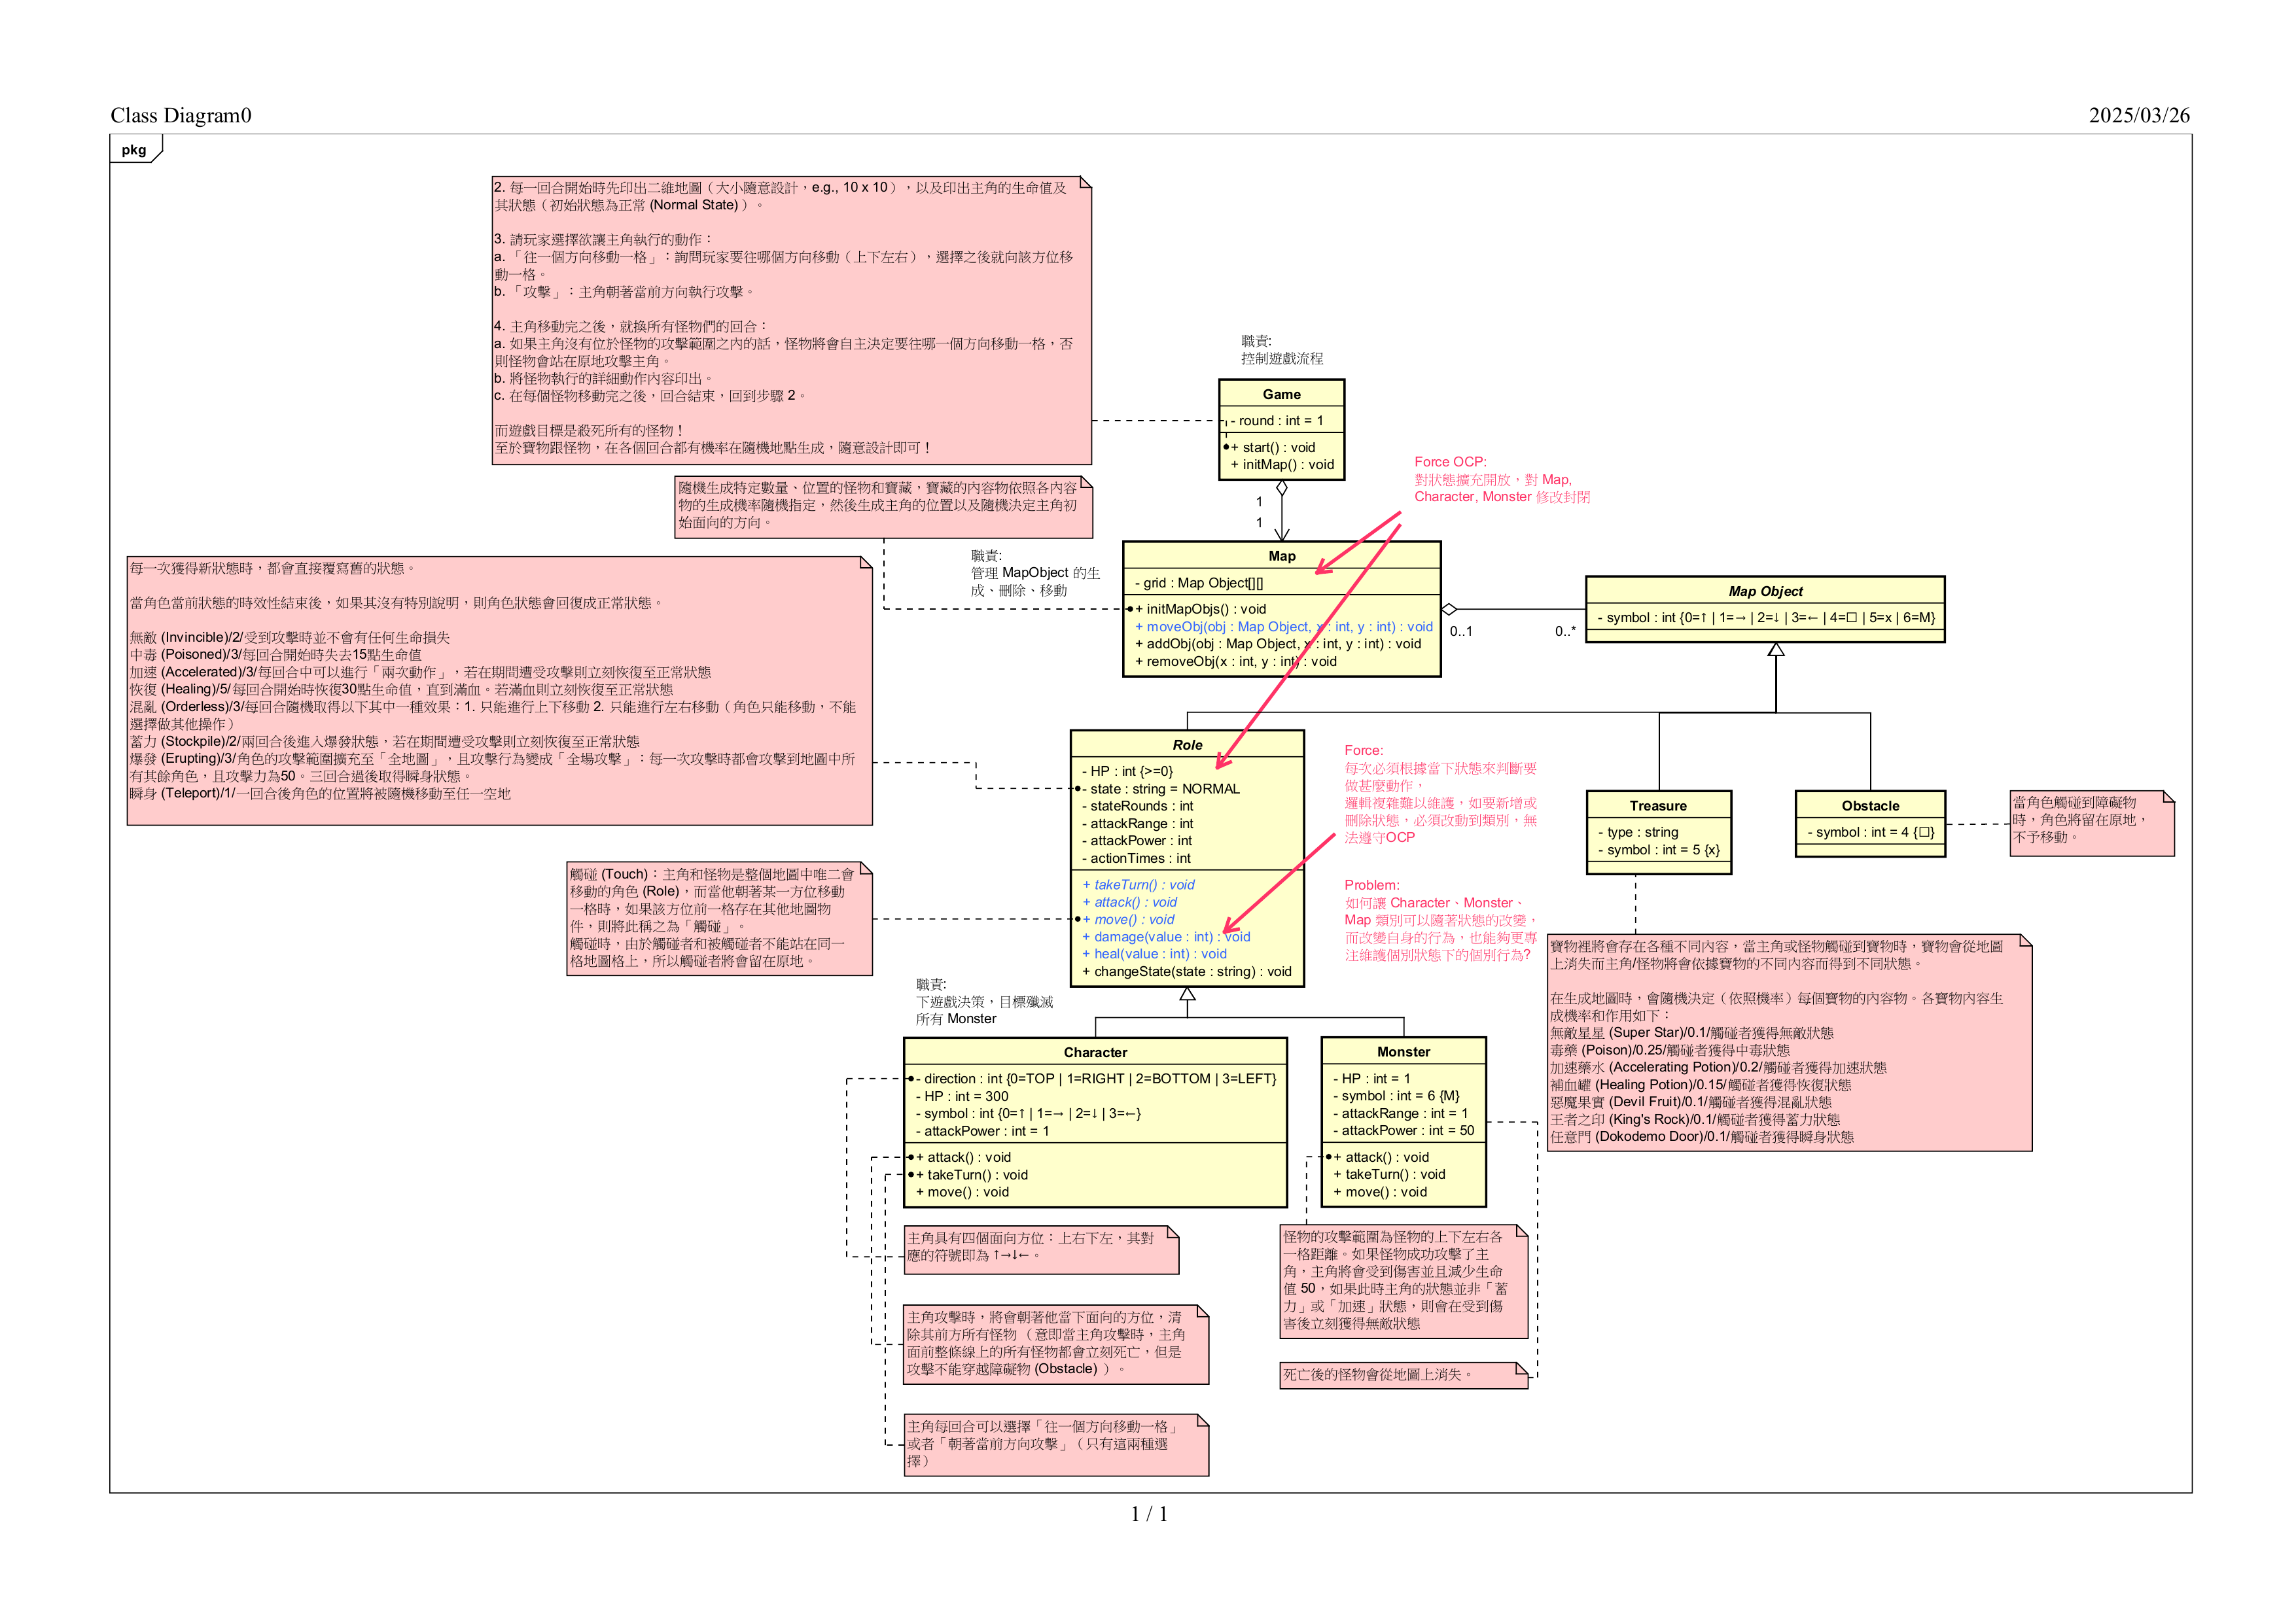 Class Diagram0
2025/03/26
pkg
2. 每一回合開始時先印出二維地圖（大小隨意設計，e.g., 10 x 10），以及印出主角的生命值及
其狀態（初始狀態為正常 (Normal State)）。
3. 請玩家選擇欲讓主角執行的動作：
a. 「往一個方向移動一格」：詢問玩家要往哪個方向移動（上下左右），選擇之後就向該方位移
動一格。
b. 「攻擊」：主角朝著當前方向執行攻擊。
4. 主角移動完之後，就換所有怪物們的回合：
a. 如果主角沒有位於怪物的攻擊範圍之內的話，怪物將會自主決定要往哪一個方向移動一格，否
則怪物會站在原地攻擊主角。
b. 將怪物執行的詳細動作內容印出。
c. 在每個怪物移動完之後，回合結束，回到步驟 2。
而遊戲目標是殺死所有的怪物！
至於寶物跟怪物，在各個回合都有機率在隨機地點生成，隨意設計即可！
職責:
控制遊戲流程
Game
- round : int = 1
+ start() : void
+ initMap() : void
1
1
Force OCP:
對狀態擴充開放，對 Map,
Character, Monster 修改封閉
隨機生成特定數量、位置的怪物和寶藏，寶藏的內容物依照各內容
物的生成機率隨機指定，然後生成主角的位置以及隨機決定主角初
始面向的方向。
職責:
管理 MapObject 的生
成、刪除、移動
Map
- grid : Map Object[][]
+ initMapObjs() : void
+ moveObj(obj : Map Object, x : int, y : int) : void
+ addObj(obj : Map Object, x : int, y : int) : void
+ removeObj(x : int, y : int) : void
0..1
0..*
Map Object
- symbol : int {0=↑ | 1=→ | 2=↓ | 3=← | 4=□ | 5=x | 6=M}
每一次獲得新狀態時，都會直接覆寫舊的狀態。
當角色當前狀態的時效性結束後，如果其沒有特別說明，則角色狀態會回復成正常狀態。
無敵 (Invincible)/2/受到攻擊時並不會有任何生命損失
中毒 (Poisoned)/3/每回合開始時失去15點生命值
加速 (Accelerated)/3/每回合中可以進行「兩次動作」，若在期間遭受攻擊則立刻恢復至正常狀態
恢復 (Healing)/5/每回合開始時恢復30點生命值，直到滿血。若滿血則立刻恢復至正常狀態
混亂 (Orderless)/3/每回合隨機取得以下其中一種效果：1. 只能進行上下移動 2. 只能進行左右移動（角色只能移動，不能
選擇做其他操作）
蓄力 (Stockpile)/2/兩回合後進入爆發狀態，若在期間遭受攻擊則立刻恢復至正常狀態
爆發 (Erupting)/3/角色的攻擊範圍擴充至「全地圖」，且攻擊行為變成「全場攻擊」：每一次攻擊時都會攻擊到地圖中所
有其餘角色，且攻擊力為50。三回合過後取得瞬身狀態。
瞬身 (Teleport)/1/一回合後角色的位置將被隨機移動至任一空地
Role
- HP : int {>=0}
- state : string = NORMAL
- stateRounds : int
- attackRange : int
- attackPower : int
- actionTimes : int
+ takeTurn() : void
+ attack() : void
+ move() : void
+ damage(value : int) : void
+ heal(value : int) : void
+ changeState(state : string) : void
Force:
每次必須根據當下狀態來判斷要
做甚麼動作，
邏輯複雜難以維護，如要新增或
刪除狀態，必須改動到類別，無
法遵守OCP
Problem:
如何讓 Character、Monster、
Map 類別可以隨著狀態的改變，
而改變自身的行為，也能夠更專
注維護個別狀態下的個別行為?
Treasure
- type : string
- symbol : int = 5 {x}
Obstacle
- symbol : int = 4 {□}
當角色觸碰到障礙物
時，角色將留在原地，
不予移動。
觸碰 (Touch)：主角和怪物是整個地圖中唯二會
移動的角色 (Role)，而當他朝著某一方位移動
一格時，如果該方位前一格存在其他地圖物
件，則將此稱之為「觸碰」。
觸碰時，由於觸碰者和被觸碰者不能站在同一
格地圖格上，所以觸碰者將會留在原地。
寶物裡將會存在各種不同內容，當主角或怪物觸碰到寶物時，寶物會從地圖
上消失而主角/怪物將會依據寶物的不同內容而得到不同狀態。
在生成地圖時，會隨機決定（依照機率）每個寶物的內容物。各寶物內容生
成機率和作用如下：
無敵星星 (Super Star)/0.1/觸碰者獲得無敵狀態
毒藥 (Poison)/0.25/觸碰者獲得中毒狀態
加速藥水 (Accelerating Potion)/0.2/觸碰者獲得加速狀態
補血罐 (Healing Potion)/0.15/觸碰者獲得恢復狀態
惡魔果實 (Devil Fruit)/0.1/觸碰者獲得混亂狀態
王者之印 (King's Rock)/0.1/觸碰者獲得蓄力狀態
任意門 (Dokodemo Door)/0.1/觸碰者獲得瞬身狀態
職責:
下遊戲決策，目標殲滅
所有 Monster
Character
- direction : int {0=TOP | 1=RIGHT | 2=BOTTOM | 3=LEFT}
- HP : int = 300
- symbol : int {0=↑ | 1=→ | 2=↓ | 3=←}
- attackPower : int = 1
+ attack() : void
+ takeTurn() : void
+ move() : void
Monster
- HP : int = 1
- symbol : int = 6 {M}
- attackRange : int = 1
- attackPower : int = 50
+ attack() : void
+ takeTurn() : void
+ move() : void
主角具有四個面向方位：上右下左，其對
應的符號即為 ↑→↓←。
主角攻擊時，將會朝著他當下面向的方位，清
除其前方所有怪物 （意即當主角攻擊時，主角
面前整條線上的所有怪物都會立刻死亡，但是
攻擊不能穿越障礙物 (Obstacle) ）。
主角每回合可以選擇「往一個方向移動一格」
或者「朝著當前方向攻擊」（只有這兩種選
擇）
怪物的攻擊範圍為怪物的上下左右各
一格距離。如果怪物成功攻擊了主
角，主角將會受到傷害並且減少生命
值 50，如果此時主角的狀態並非「蓄
力」或「加速」狀態，則會在受到傷
害後立刻獲得無敵狀態
死亡後的怪物會從地圖上消失。
1 / 1